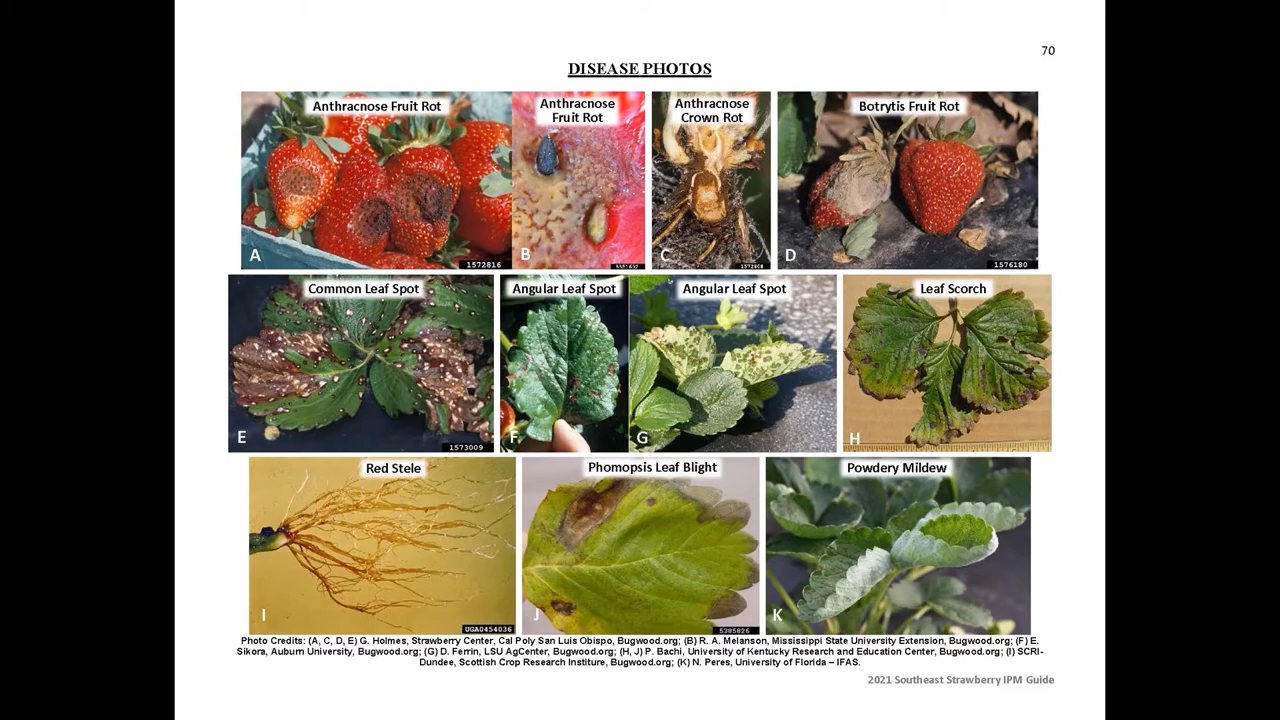 70
DISEASE PHOTOS
Anthracnose Fruit Rot
A
1572816
Anthracnose
Fruit Rot
B
5581692
Anthracnose
Crown Rot
C
1572808
Botrytis Fruit Rot
D
1576180
Common Leaf Spot
E
1573009
Angular Leaf Spot
F
Angular Leaf Spot
G
Leaf Scorch
H
Red Stele
I
UGA0454036
Phomopsis Leaf Blight
J
5385826
Powdery Mildew
K
Photo Credits: (A, C, D, E) G. Holmes, Strawberry Center, Cal Poly San Luis Obispo, Bugwood.org; (B) R. A. Melanson, Mississippi State University Extension, Bugwood.org; (F) E.
Sikora, Auburn University, Bugwood.org; (G) D. Ferrin, LSU AgCenter, Bugwood.org; (H, J) P. Bachi, University of Kentucky Research and Education Center, Bugwood.org; (I) SCRI-
Dundee, Scottish Crop Research Institure, Bugwood.org; (K) N. Peres, University of Florida – IFAS.
2021 Southeast Strawberry IPM Guide